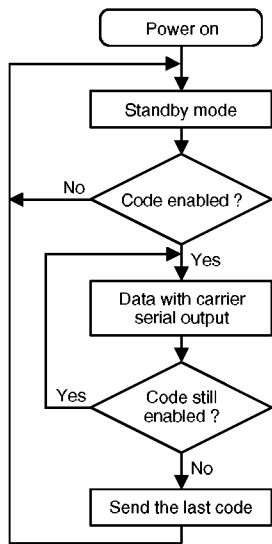 Power on
Standby mode
No
Code enabled ?
Yes
Data with carrier
serial output
Yes
Code still
enabled ?
No
Send the last code